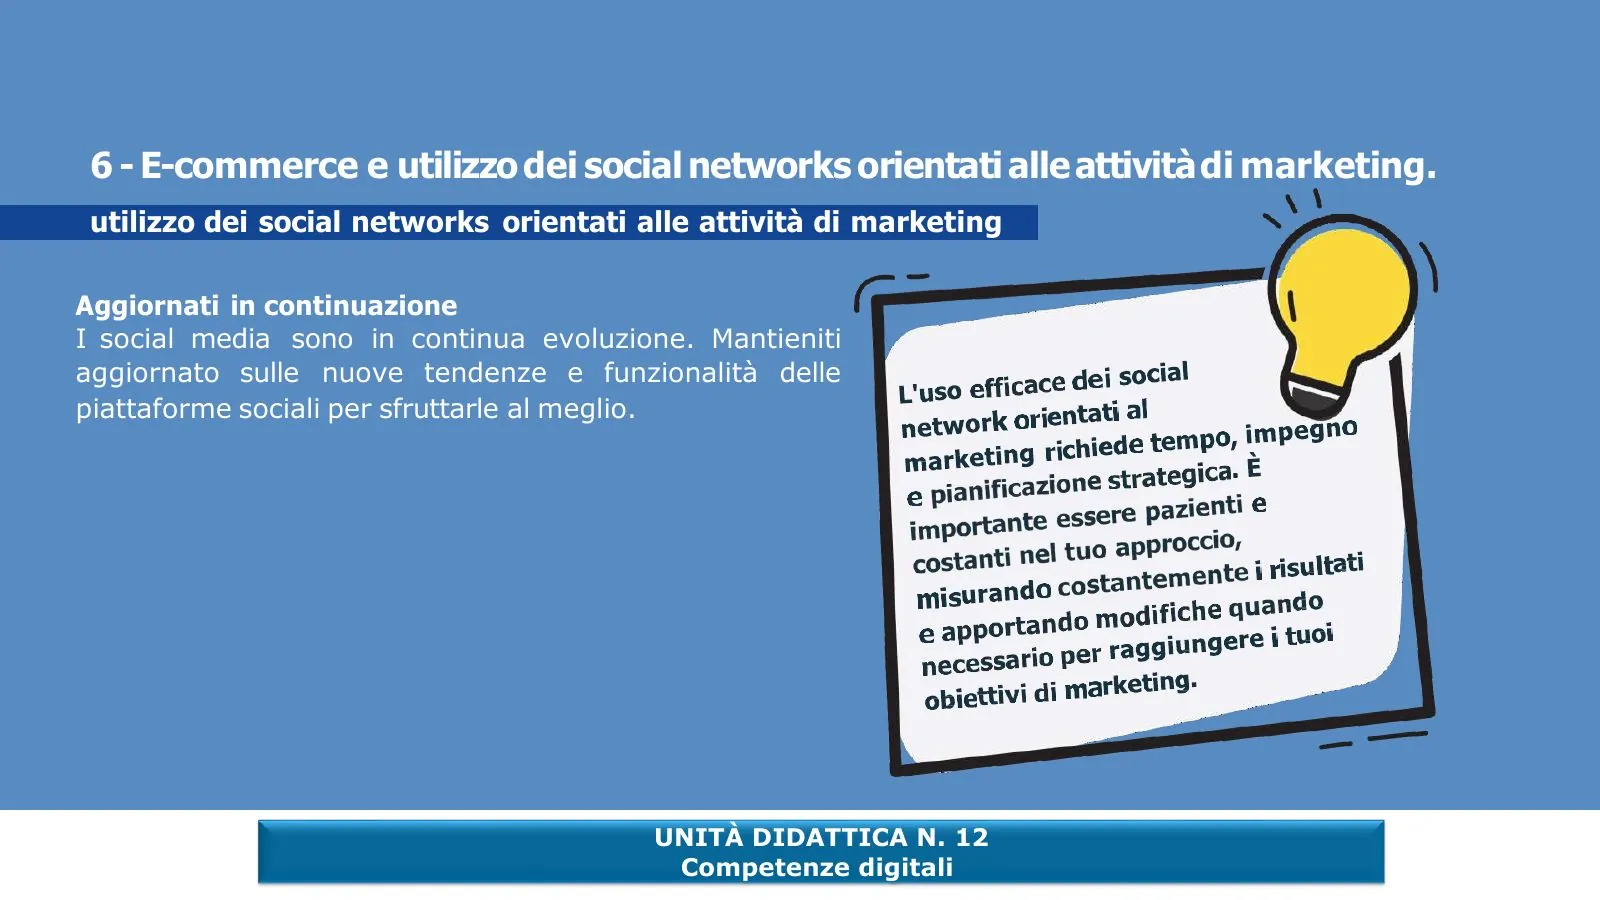 6 - E-commerce e utilizzo dei social networks orientati alle attività di marketing.
utilizzo dei social networks orientati alle attività di marketing
Aggiornati in continuazione
I social media sono in continua evoluzione. Mantieniti
aggiornato sulle nuove tendenze e funzionalità delle
piattaforme sociali per sfruttarle al meglio.
L'uso efficace dei social
network orientati al
marketing richiede tempo, impegno
e pianificazione strategica. È
importante essere pazienti e
costanti nel tuo approccio,
misurando costantemente i risultati
e apportando modifiche quando
necessario per raggiungere i tuoi
obiettivi di marketing.
UNITÀ DIDATTICA N. 12
Competenze digitali